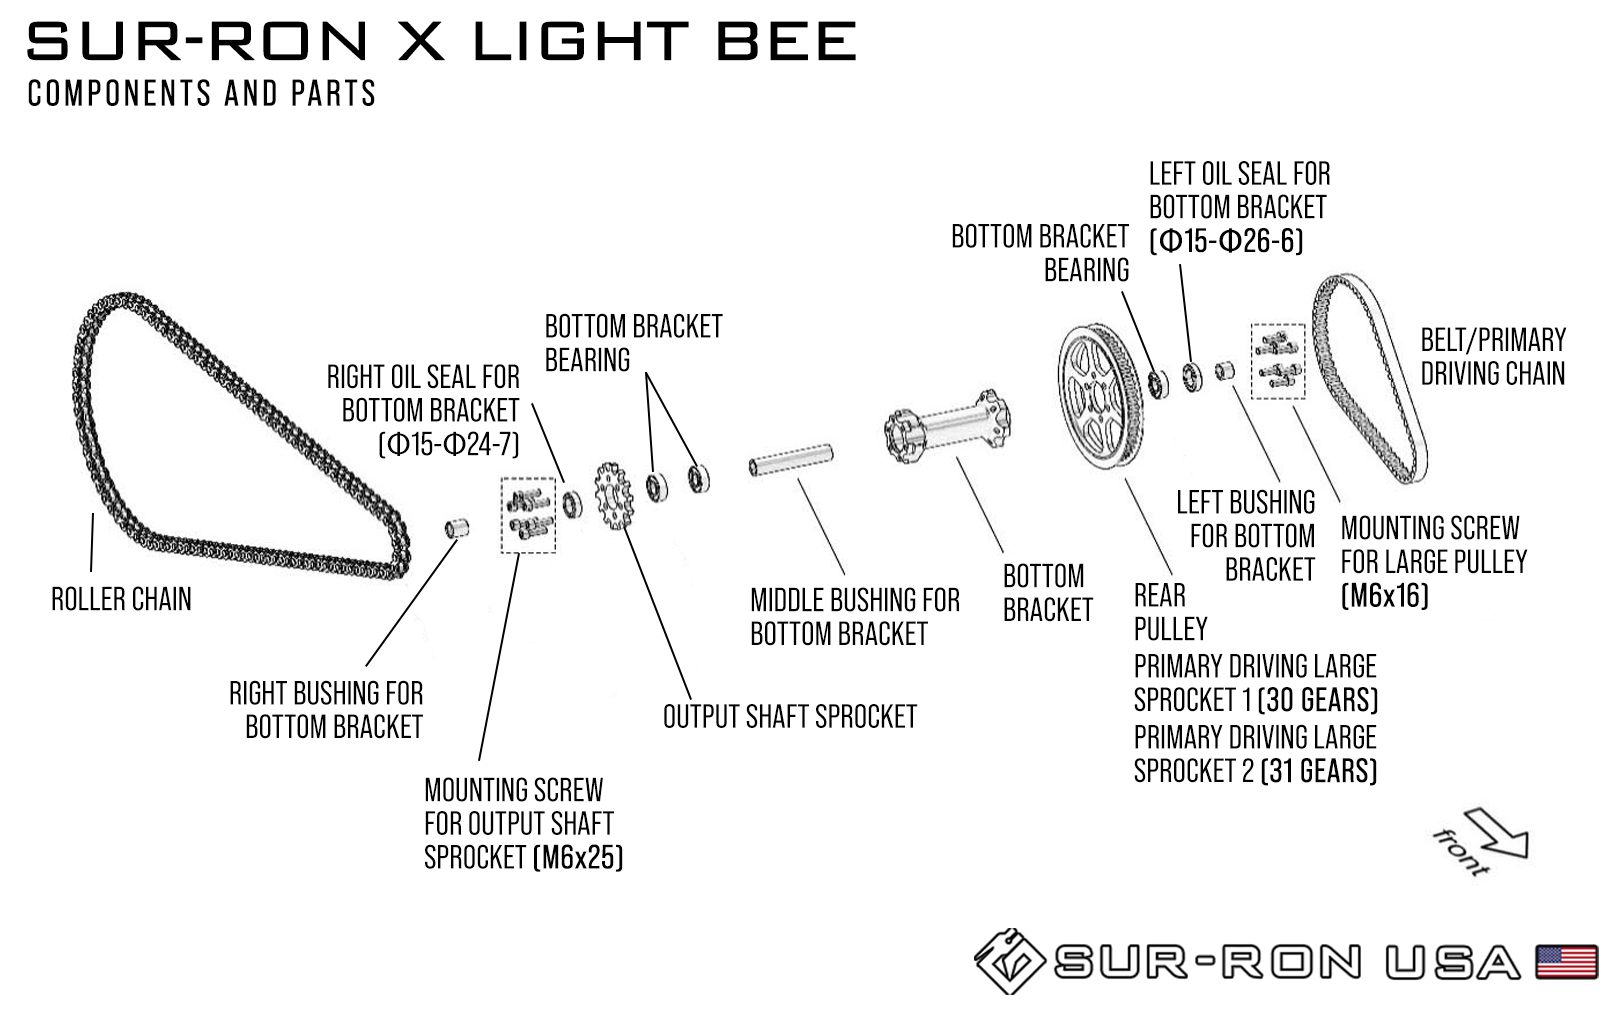 SUR-RON X LIGHT BEE
COMPONENTS AND PARTS
LEFT OIL SEAL FOR
BOTTOM BRACKET
(Φ15-Φ26-6)
BOTTOM BRACKET
BEARING
BELT/PRIMARY
DRIVING CHAIN
BOTTOM BRACKET
BEARING
RIGHT OIL SEAL FOR
BOTTOM BRACKET
(Φ15-Φ24-7)
ROLLER CHAIN
RIGHT BUSHING FOR
BOTTOM BRACKET
MOUNTING SCREW
FOR OUTPUT SHAFT
SPROCKET (M6x25)
OUTPUT SHAFT SPROCKET
MIDDLE BUSHING FOR
BOTTOM BRACKET
BOTTOM
BRACKET
LEFT BUSHING
FOR BOTTOM
BRACKET
MOUNTING SCREW
FOR LARGE PULLEY
(M6x16)
REAR
PULLEY
PRIMARY DRIVING LARGE
SPROCKET 1 (30 GEARS)
PRIMARY DRIVING LARGE
SPROCKET 2 (31 GEARS)
front
SUR-RON USA